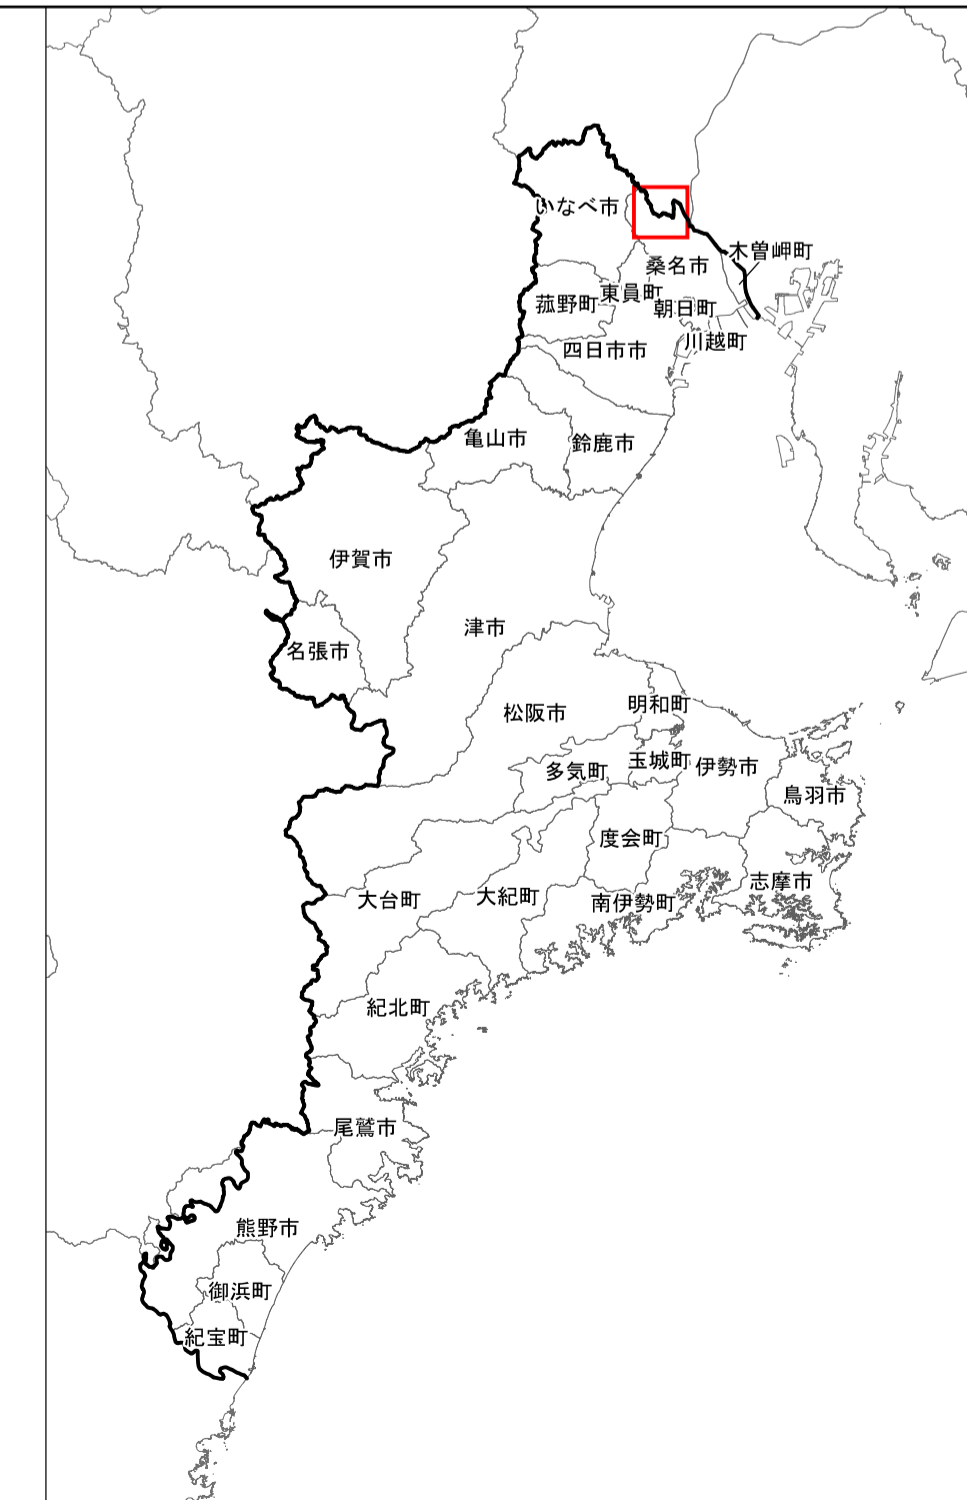 いなべ市
木曽岬町
桑名市
東員町
菰野町
朝日町
川越町
四日市市
亀山市
鈴鹿市
伊賀市
津市
名張市
明和町
松阪市
玉城町
伊勢市
多気町
鳥羽市
度会町
志摩市
大台町
大紀町
南伊勢町
紀北町
尾鷲市
熊野市
御浜町
紀宝町